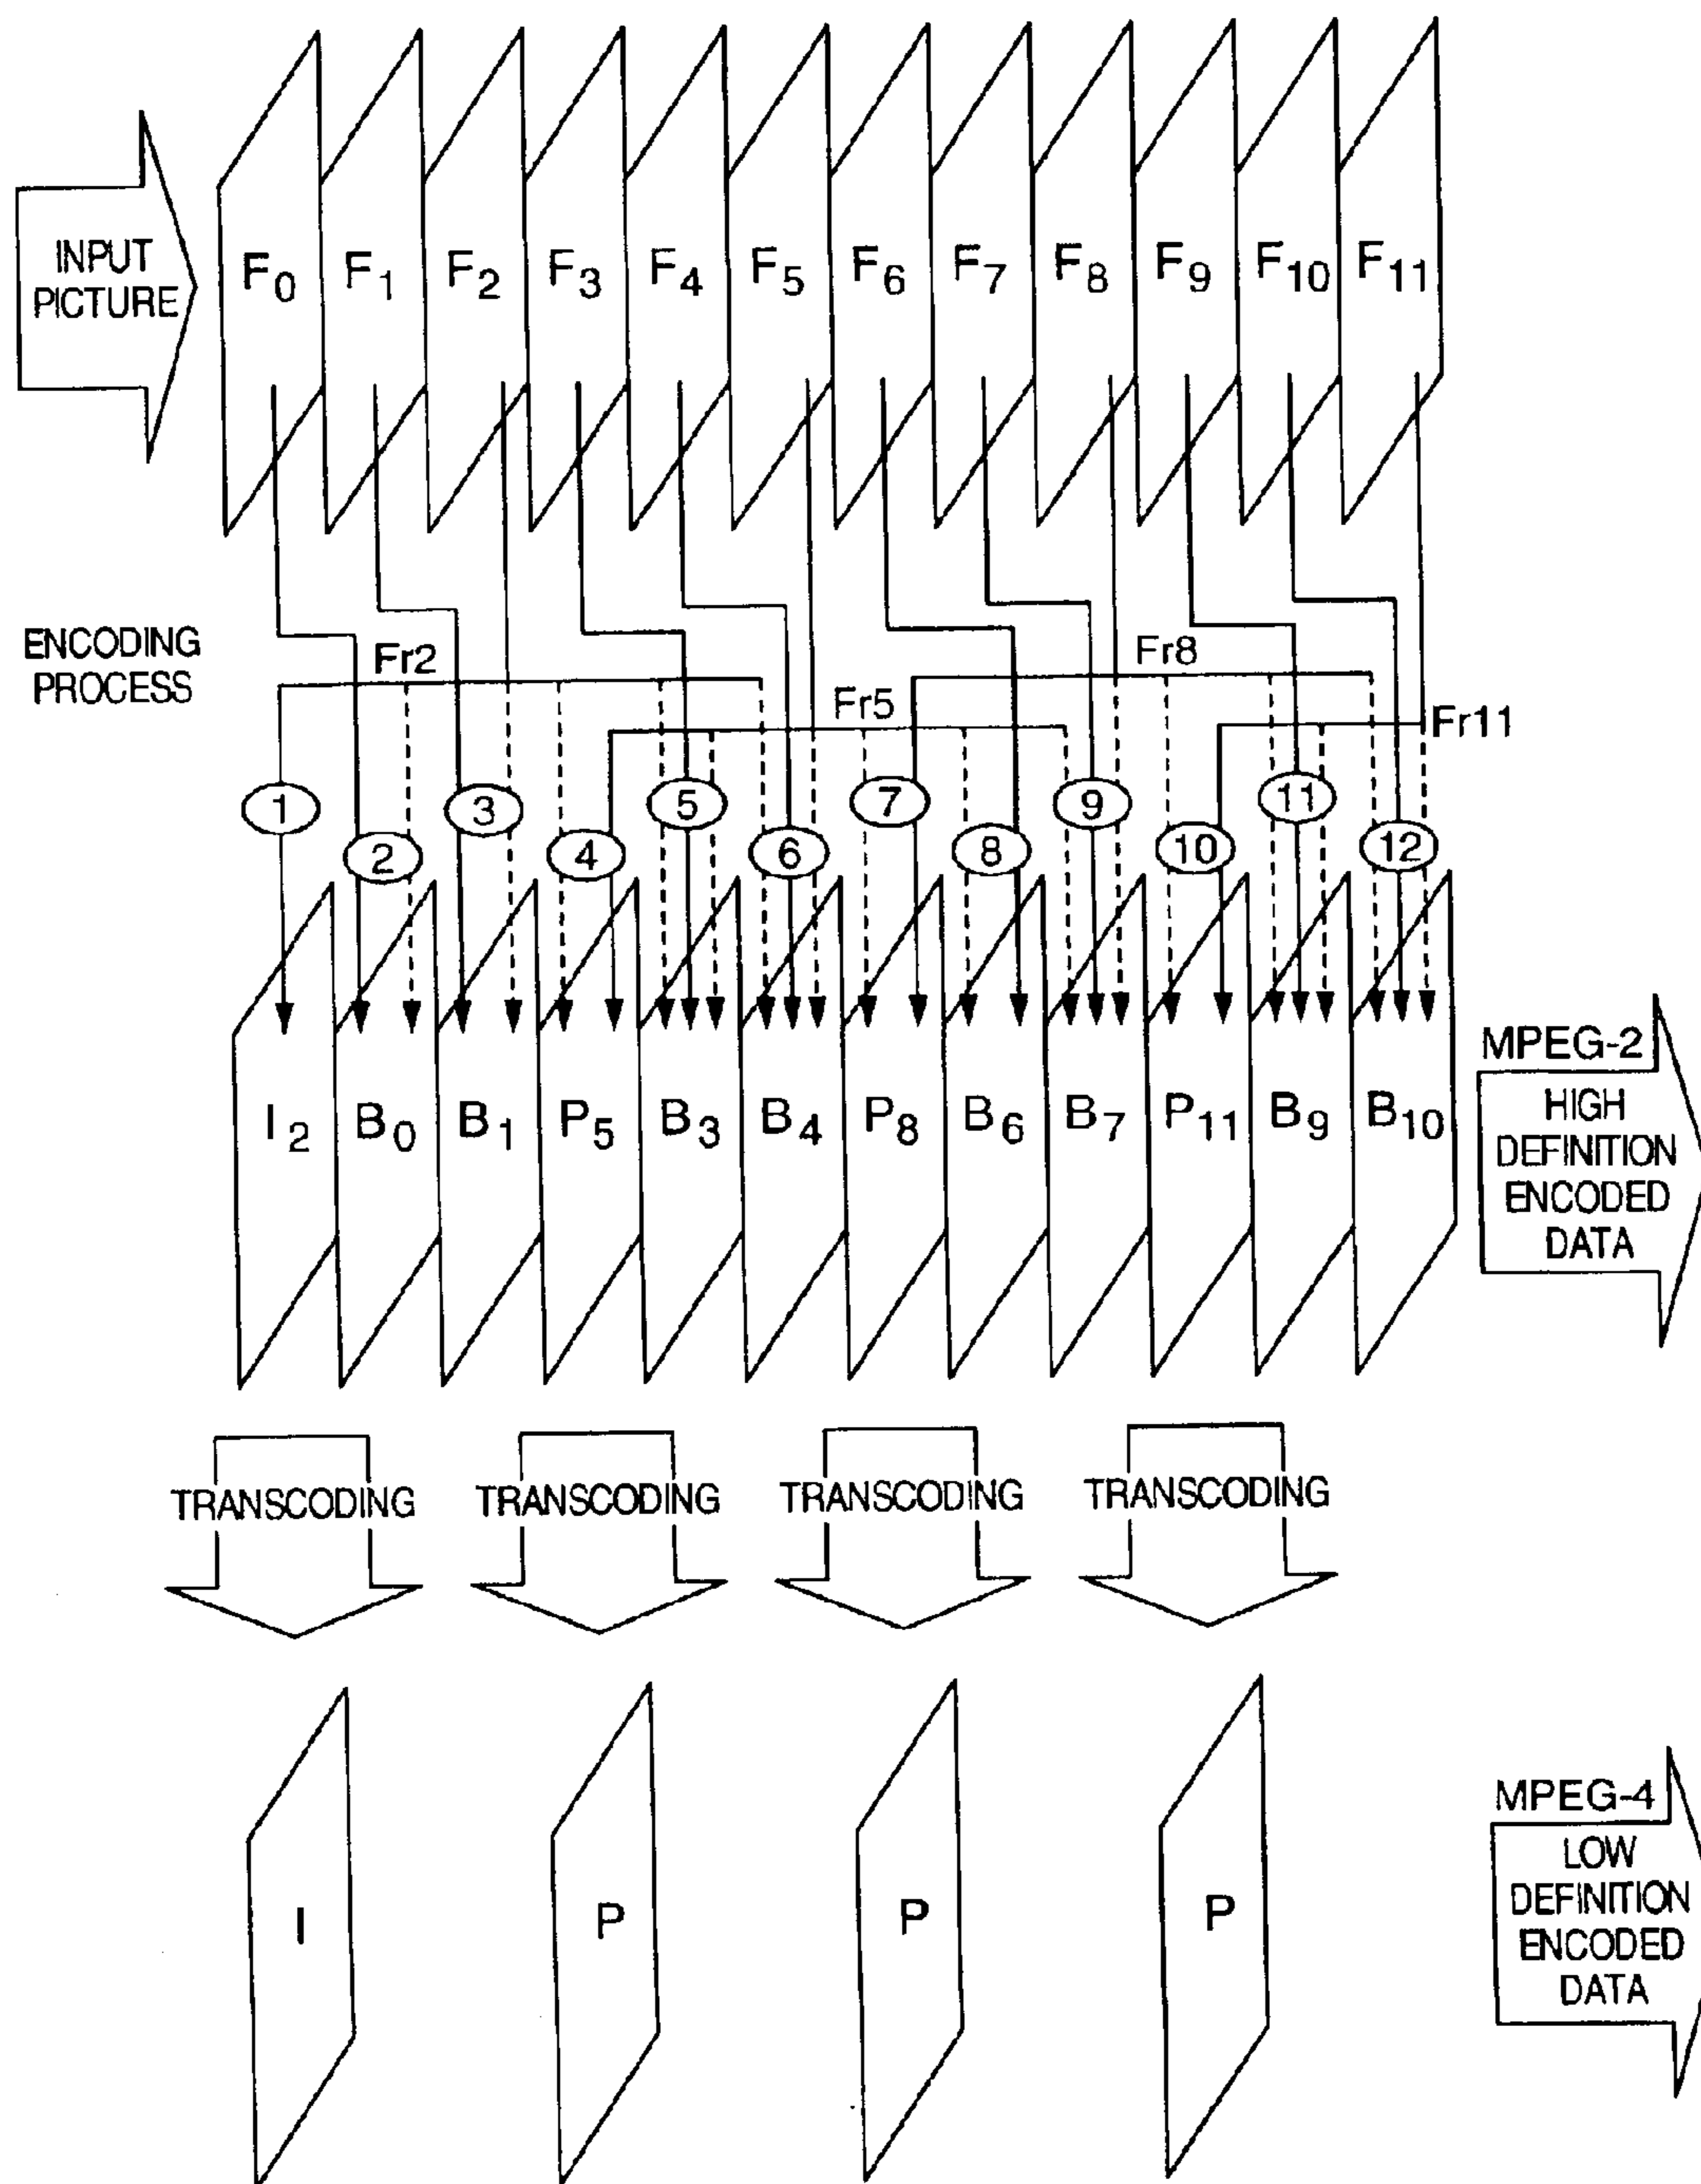 INPUT
PICTURE
F0 F1 F2 F3 F4 F5 F6 F7 F8 F9 F10 F11
ENCODING
PROCESS
Fr2 Fr8
Fr5 Fr11
1 3 5 7 9 11
2 4 6 8 10 12
I2 B0 B1 P5 B3 B4 P8 B6 B7 P11 B9 B10
MPEG-2
HIGH
DEFINITION
ENCODED
DATA
TRANSCODING TRANSCODING TRANSCODING TRANSCODING
I P P P
MPEG-4
LOW
DEFINITION
ENCODED
DATA